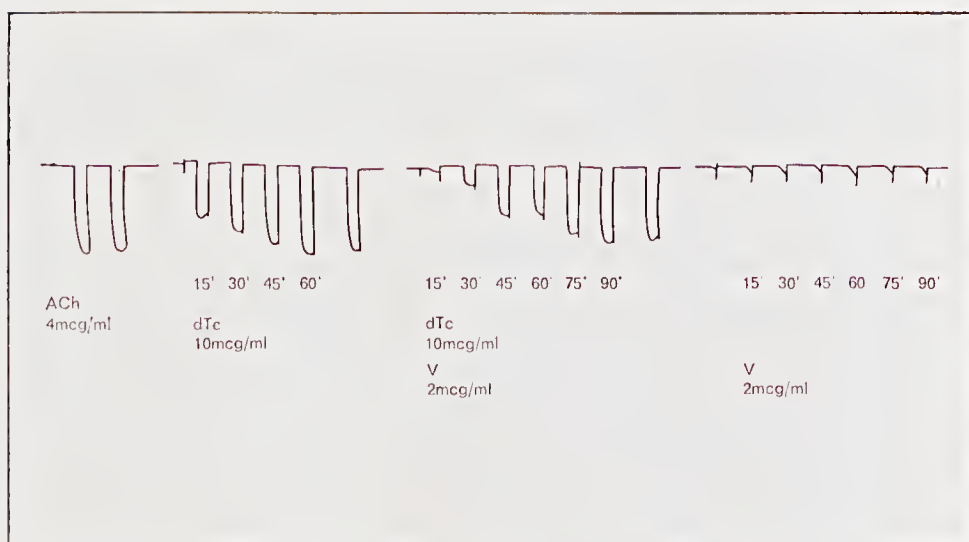 15' 30' 45' 60'
15' 30' 45' 60' 75' 90'
15' 30' 45' 60 75' 90'
ACh
4mcg/ml
dTc
10mcg/ml
dTc
10mcg/ml
V
2mcg/ml
V
2mcg/ml